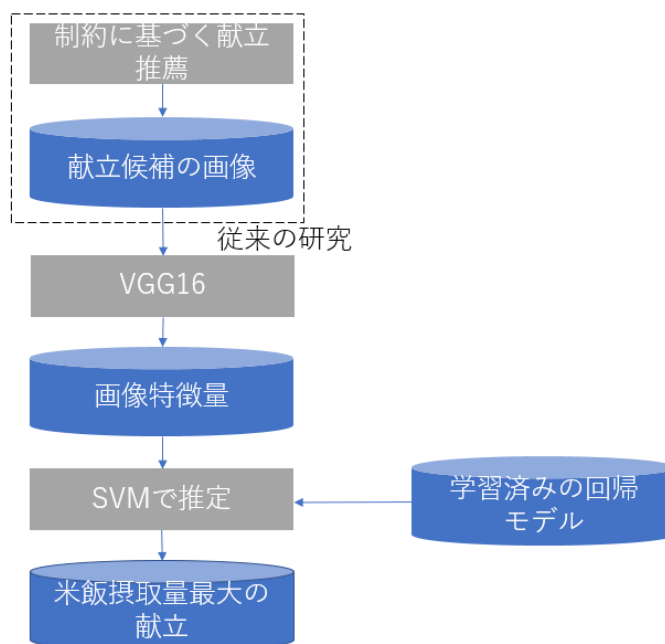 制約に基づく献立
推薦
献立候補の画像
従来の研究
VGG16
画像特徴量
SVMで推定
学習済みの回帰
モデル
米飯摂取量最大の
献立